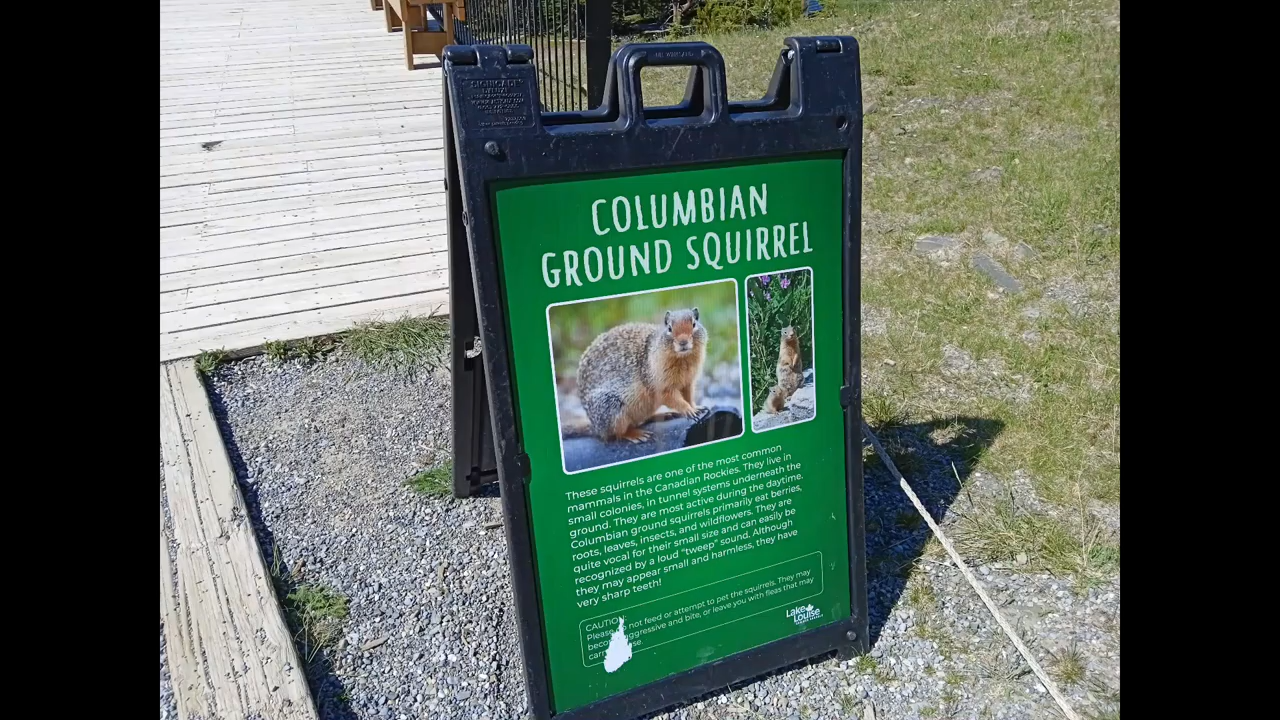 SIGNICADE
COLUMBIAN
GROUND SQUIRREL
These squirrels are one of the most common
mammals in the Canadian Rockies. They live in
small colonies, in tunnel systems underneath the
ground. They are most active during the daytime.
Columbian ground squirrels primarily eat berries,
roots, leaves, insects, and wildflowers. They are
quite vocal for their small size and can easily be
recognized by a loud "tweep" sound. Although
they may appear small and harmless, they have
very sharp teeth!
CAUTIO
Please not feed or attempt to pet the squirrels. They may
beco aggressive and bite, or leave you with fleas that may
Lake
Louise